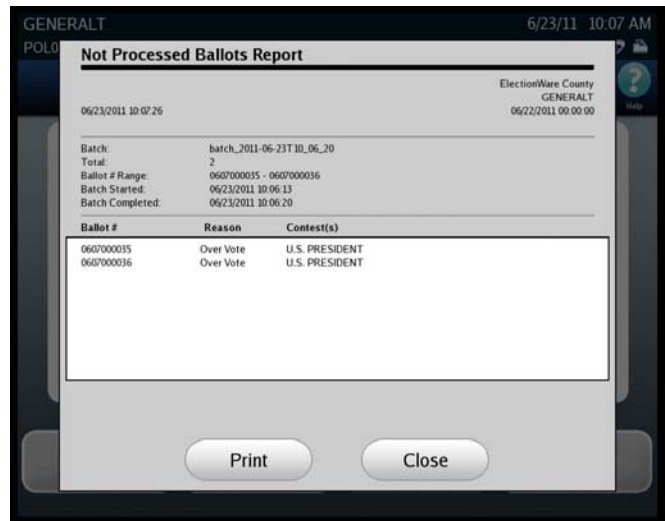 GENERALT 6/23/11 10:07 AM
POL0
Not Processed Ballots Report
ElectionWare County
GENERALT
06/23/2011 10:07:26 06/22/2011 00:00:00
Help
Batch: batch_2011-06-23T10_06_20
Total: 2
Ballot # Range: 0607000035 - 0607000036
Batch Started: 06/23/2011 10:06:13
Batch Completed: 06/23/2011 10:06:20
Ballot # Reason Contest(s)
0607000035 Over Vote U.S. PRESIDENT
0607000036 Over Vote U.S. PRESIDENT
Print Close